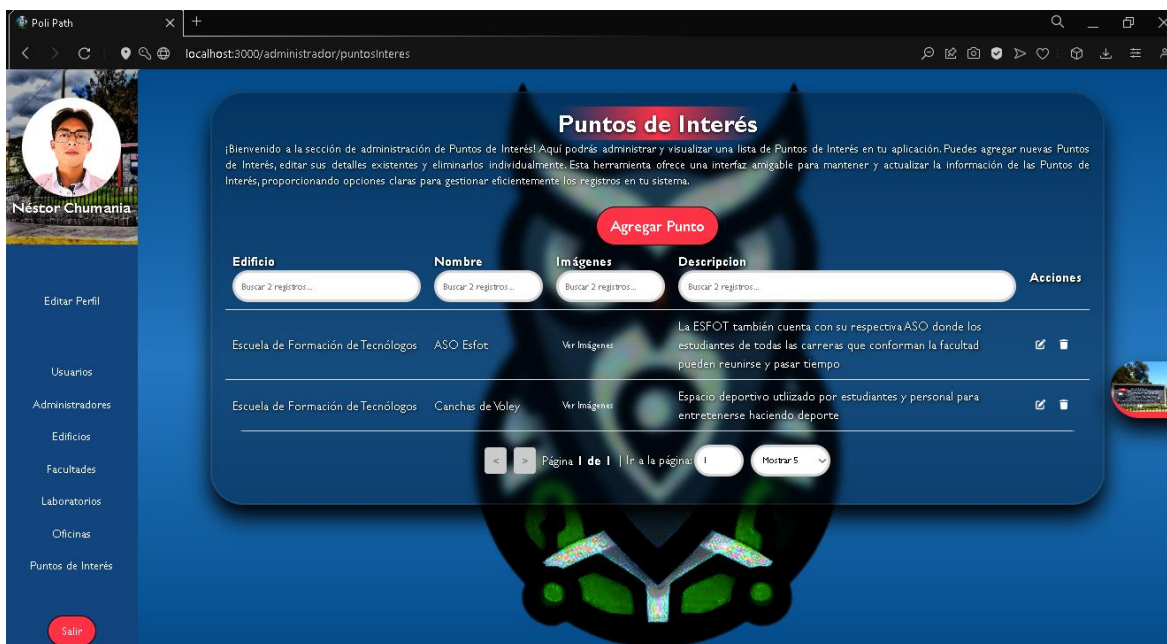 Poli Path
localhost:3000/administrador/puntosInteres
Néstor Chumania
Editar Perfil
Usuarios
Administradores
Edificios
Facultades
Laboratorios
Oficinas
Puntos de Interés
Salir
Puntos de Interés
¡Bienvenido a la sección de administración de Puntos de Interés! Aquí podrás administrar y visualizar una lista de Puntos de Interés en tu aplicación. Puedes agregar nuevas Puntos
de Interés, editar sus detalles existentes y eliminarlos individualmente. Esta herramienta ofrece una interfaz amigable para mantener y actualizar la información de las Puntos de
Interés, proporcionando opciones claras para gestionar eficientemente los registros en tu sistema.
Agregar Punto
Edificio Nombre Imágenes Descripcion Acciones
Buscar 2 registros... Buscar 2 registros... Buscar 2 registros... Buscar 2 registros...
La ESFOT también cuenta con su respectiva ASO donde los
Escuela de Formación de Tecnólogos ASO Esfot Ver Imágenes estudiantes de todas las carreras que conforman la facultad
pueden reunirse y pasar tiempo
Escuela de Formación de Tecnólogos Canchas de Voley Ver Imágenes Espacio deportivo utliizado por estudiantes y personal para
entretenerse haciendo deporte
< > Página 1 de 1 | Ir a la página: 1 Mostrar 5